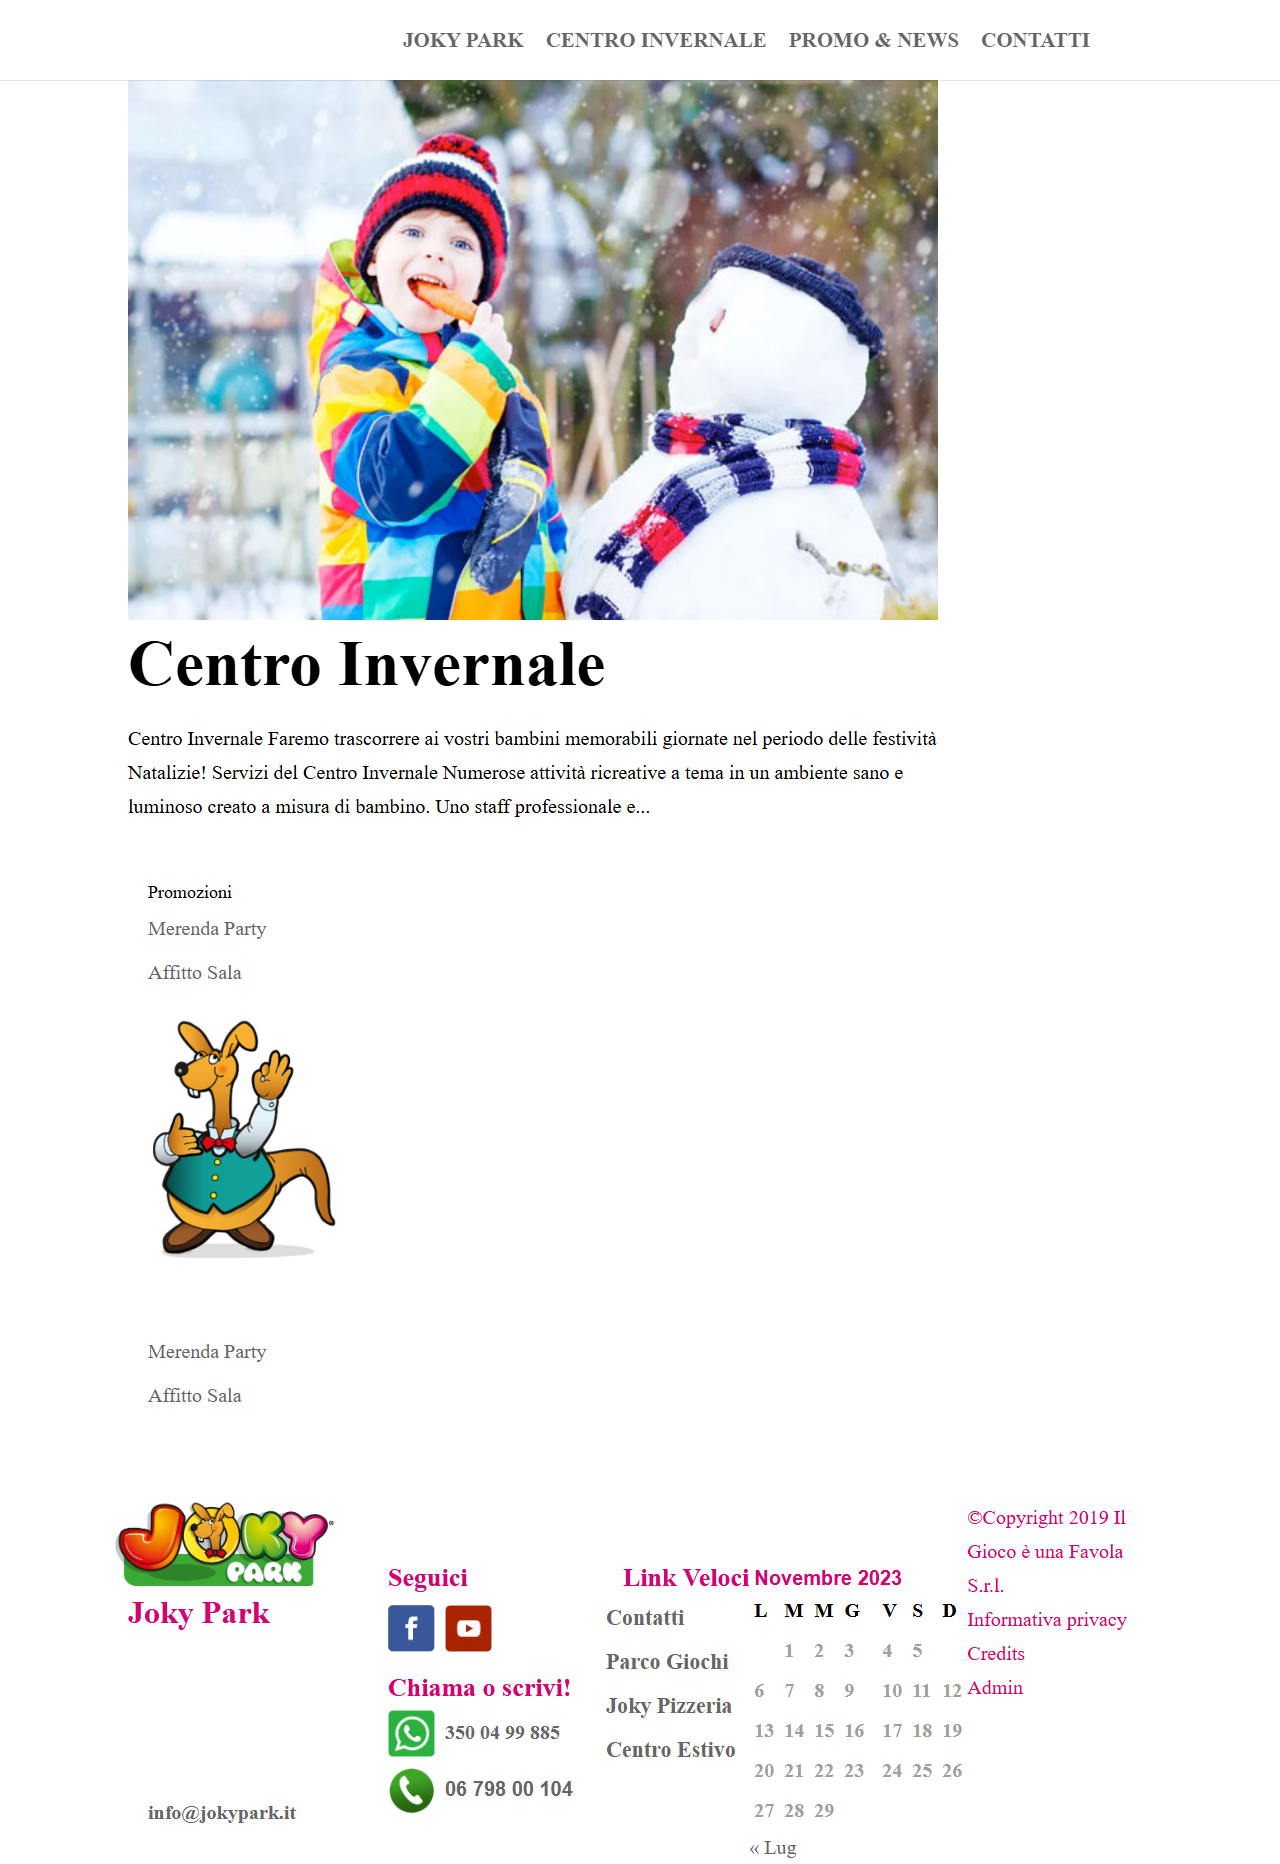 JOKY PARK CENTRO INVERNALE PROMO & NEWS CONTATTI
Centro Invernale
Centro Invernale Faremo trascorrere ai vostri bambini memorabili giornate nel periodo delle festività
Natalizie! Servizi del Centro Invernale Numerose attività ricreative a tema in un ambiente sano e
luminoso creato a misura di bambino. Uno staff professionale e...
Promozioni
Merenda Party
Affitto Sala
Merenda Party
Affitto Sala
JOKY
PARK
Joky Park
info@jokypark.it
Seguici
Chiama o scrivi!
350 04 99 885
06 798 00 104
Link Veloci
Contatti
Parco Giochi
Joky Pizzeria
Centro Estivo
Novembre 2023
L M M G V S D
1 2 3 4 5
6 7 8 9 10 11 12
13 14 15 16 17 18 19
20 21 22 23 24 25 26
27 28 29
« Lug
©Copyright 2019 Il
Gioco è una Favola
S.r.l.
Informativa privacy
Credits
Admin